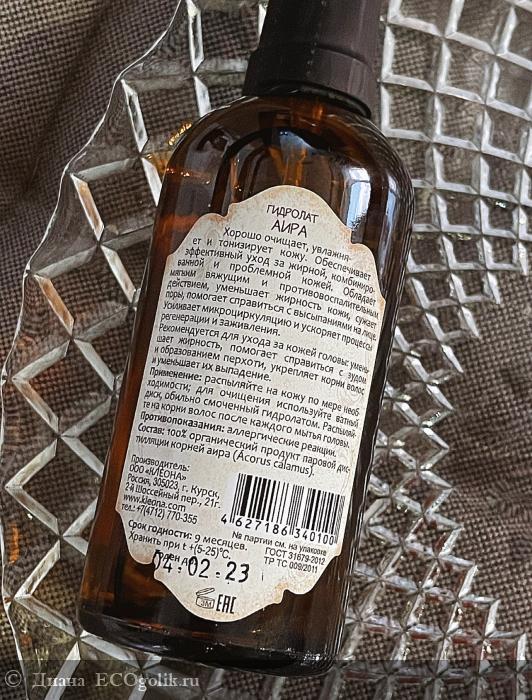 ГИДРОЛАТ
АИРА
Хорошо очищает, увлажня-
ет и тонизирует кожу. Обеспечивает
эффективный уход за жирной, комбиниро-
ванной и проблемной кожей. Обладает
мягким вяжущим и противовоспалительным
действием, уменьшает жирность кожи, сужает
поры, помогает справиться с высыпаниями на лице.
Усиливает микроциркуляцию и ускоряет процессы
регенерации и заживления.
Рекомендуется для ухода за кожей головы: умень-
шает жирность, помогает справиться с зудом
и образованием перхоти, укрепляет корни волос
и уменьшает их выпадение.
Применение: распыляйте на кожу по мере необ-
ходимости; для очищения используйте ватный
диск, обильно смоченный гидролатом. Распыляй-
те на корни волос после каждого мытья головы.
Противопоказания: аллергические реакции.
Состав: 100% органический продукт паровой дис-
тилляции корней аира (Acorus calamus).
Производитель:
ООО «КЛЕОНА»
Россия, 305023, г. Курск,
2-й Шоссейный пер., 21г.
www.kleona.com
тел.:+7(4712) 770-355
4 627186 340100
Срок годности: 9 месяцев.
Хранить при t +(5-25)°C.
Годен до:
04.02.23
№ партии см. на упаковке
ГОСТ 31679-2012
ТР ТС 009/2011
3М EAC
© Диана ECOgolik.ru